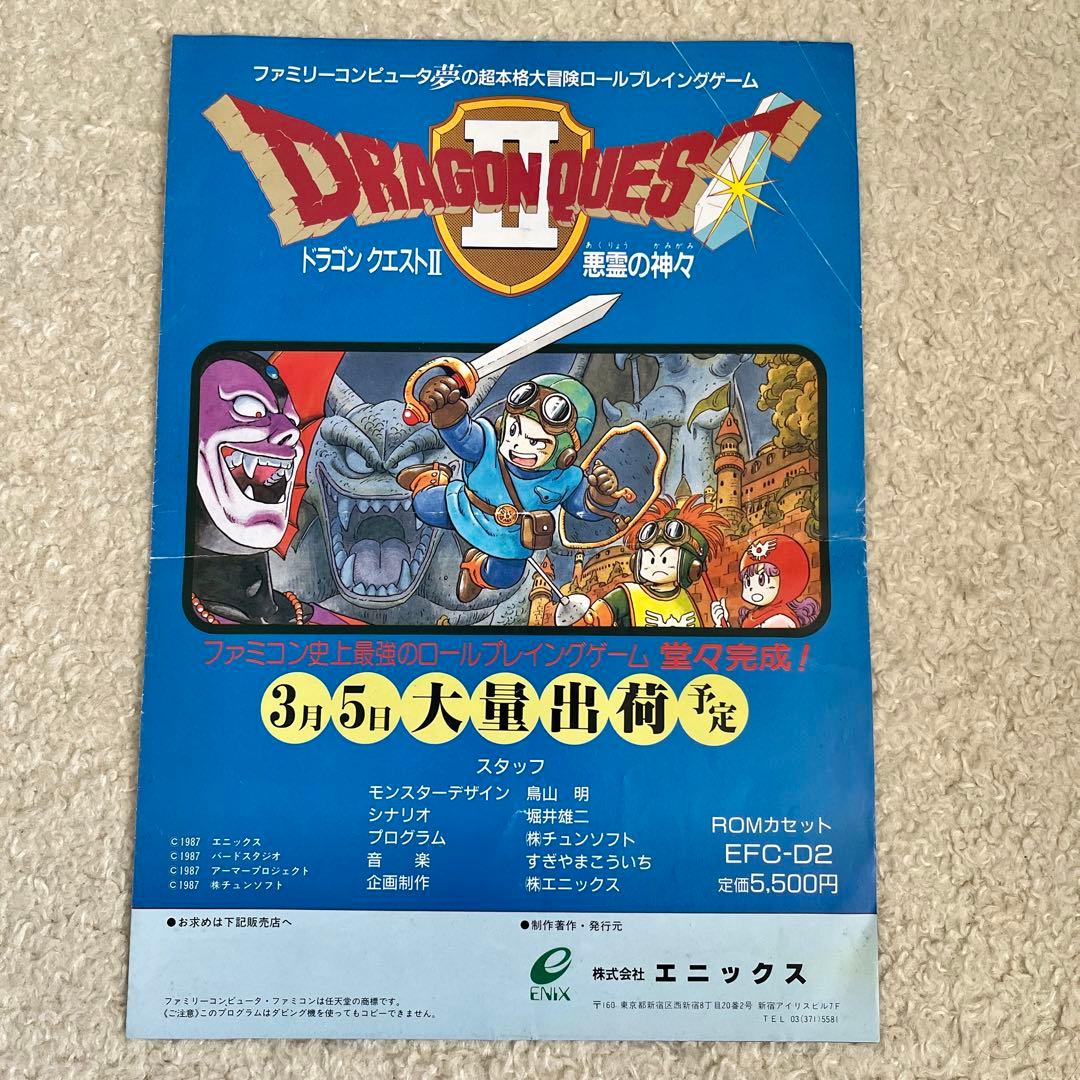 ファミリーコンピュータ夢の超本格大冒険ロールプレイングゲーム
DRAGON QUEST
II
ドラゴン クエストII
あくりょう かみがみ
悪霊の神々
ファミコン史上最強のロールプレイングゲーム 堂々完成!
3月5日大量出荷予定
スタッフ
モンスターデザイン 鳥山 明
シナリオ 堀井雄二
プログラム ㈱チュンソフト
音 楽 すぎやまこういち
企画制作 ㈱エニックス
ROMカセット
EFC-D2
定価5,500円
C1987 エニックス
C1987 バードスタジオ
C1987 アーマープロジェクト
C1987 ㈱チュンソフト
●お求めは下記販売店へ
●制作著作・発行元
ENIX
株式会社 エニックス
〒160 東京都新宿区西新宿8丁目20番2号 新宿アイリスビル7F
TEL 03(371)5581
ファミリーコンピュータ・ファミコンは任天堂の商標です。
《ご注意》このプログラムはダビング機を使ってもコピーできません。